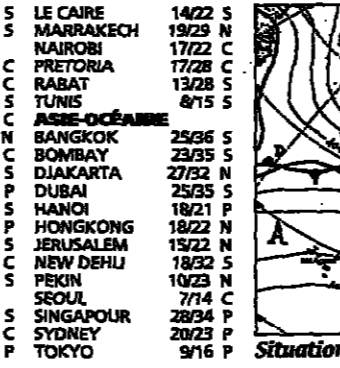 S LE CAIRE 14/22 S
S MARRAKECH 19/29 N
NAIROBI 17/22 C
C PRETORIA 17/28 C
C RABAT 13/28 S
S TUNIS 8/15 S
C ASIE-OCÉANIE
N BANGKOK 25/36 S
C BOMBAY 23/35 S
S DJAKARTA 27/32 N
P DUBAI 25/35 S
S HANOI 18/21 P
P HONGKONG 18/22 N
S JERUSALEM 15/22 N
C NEW DEHLI 18/32 S
S PEKIN 10/23 N
SEOUL 7/14 C
S SINGAPOUR 28/34 P
C SYDNEY 20/23 P
P TOKYO 9/16 P
A
Situation